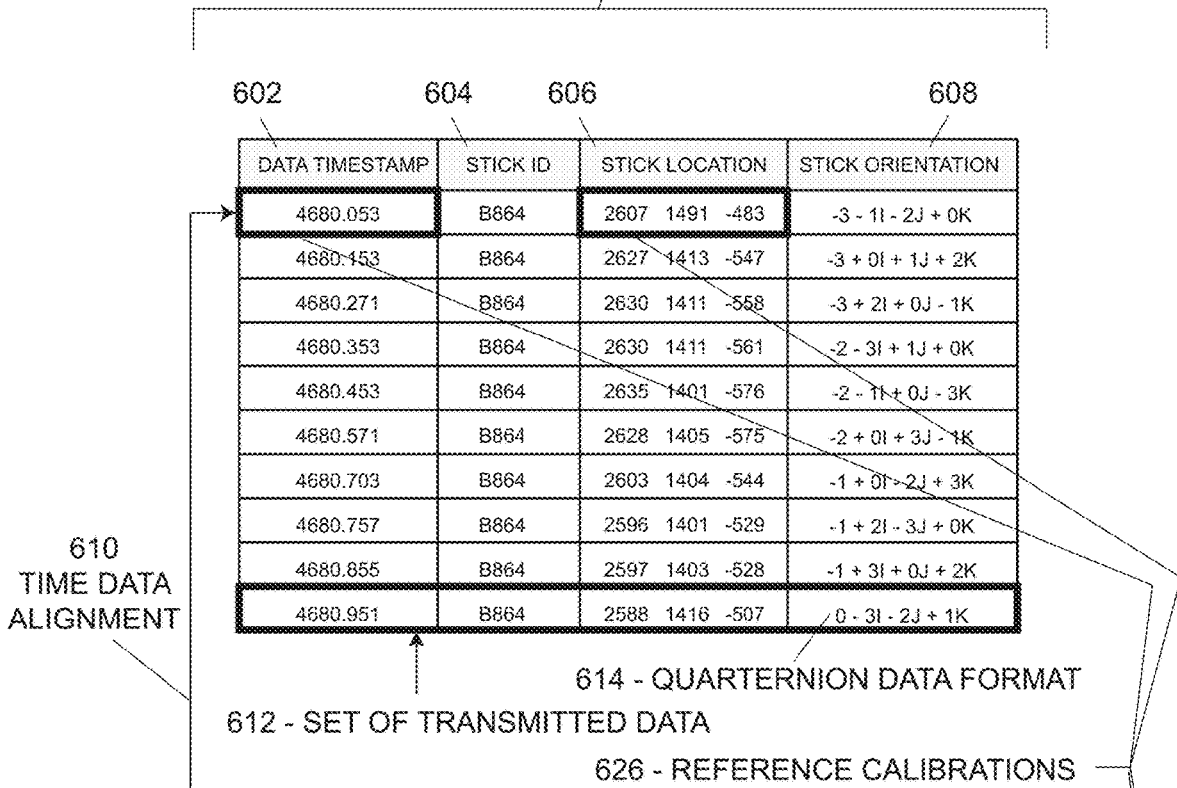 602 604 606 608
DATA TIMESTAMP STICK ID STICK LOCATION STICK ORIENTATION
4680.053 B864 2607 1491 -483 -3 - 1I - 2J + 0K
4680.153 B864 2627 1413 -547 -3 + 0I + 1J + 2K
4680.271 B864 2630 1411 -558 -3 + 2I + 0J - 1K
4680.353 B864 2630 1411 -561 -2 - 3I + 1J + 0K
4680.453 B864 2635 1401 -576 -2 - 1I + 0J - 3K
4680.571 B864 2628 1405 -575 -2 + 0I + 3J - 1K
4680.703 B864 2603 1404 -544 -1 + 0I - 2J + 3K
4680.757 B864 2596 1401 -529 -1 + 2I - 3J + 0K
4680.855 B864 2597 1403 -528 -1 + 3I + 0J + 2K
4680.951 B864 2588 1416 -507 0 - 3I - 2J + 1K
610
TIME DATA
ALIGNMENT
614 - QUARTERNION DATA FORMAT
612 - SET OF TRANSMITTED DATA
626 - REFERENCE CALIBRATIONS